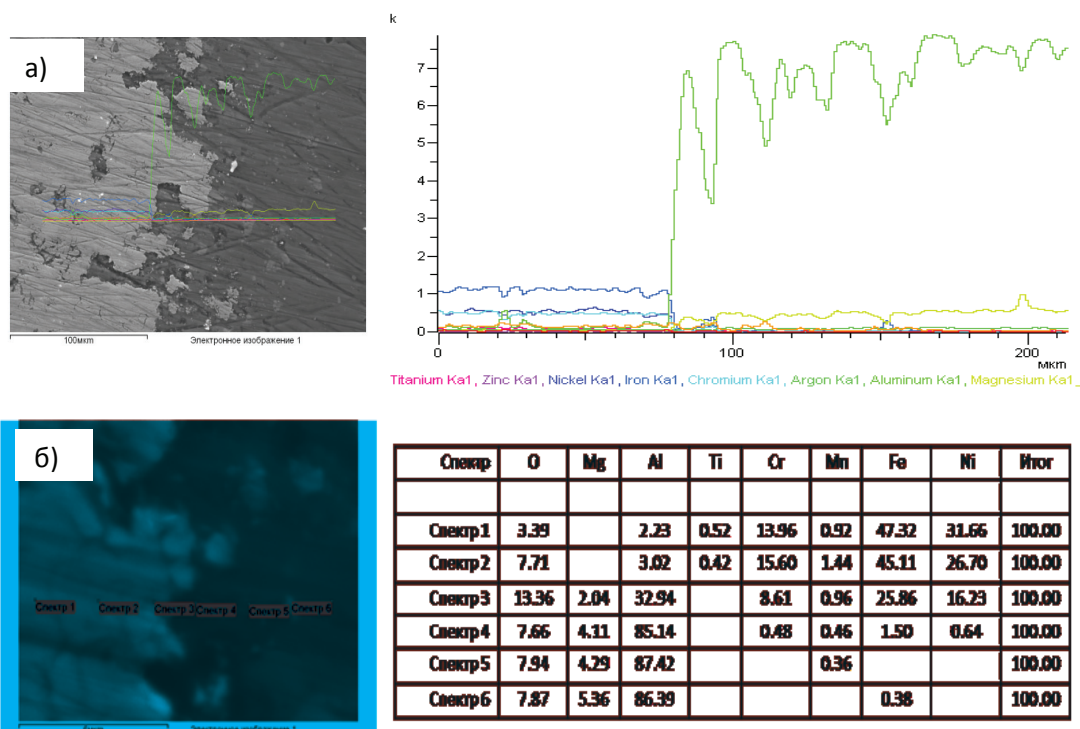 а)
100мкm
Электронное изображение 1
k
7
6
5
4
3
2
1
0
0 100 200
мкm
Titanium Ka1, Zinc Ka1, Nickel Ka1, Iron Ka1, Chromium Ka1, Argon Ka1, Aluminum Ka1, Magnesium Ka1_
б)
Спектр 1 Спектр 2 Спектр 3 Спектр 4 Спектр 5 Спектр 6
Электронное изображение 1
Спектр O Mg Al Ti Cr Mn Fe Ni Итог
Спектр 1 3.39 2.23 0.52 13.96 0.92 47.32 31.66 100.00
Спектр 2 7.71 3.02 0.42 15.60 1.44 45.11 26.70 100.00
Спектр 3 13.36 2.04 32.94 8.61 0.96 25.86 16.23 100.00
Спектр 4 7.66 4.11 85.14 0.48 0.46 1.50 0.64 100.00
Спектр 5 7.94 4.29 87.42 0.36 100.00
Спектр 6 7.87 5.36 86.39 0.38 100.00